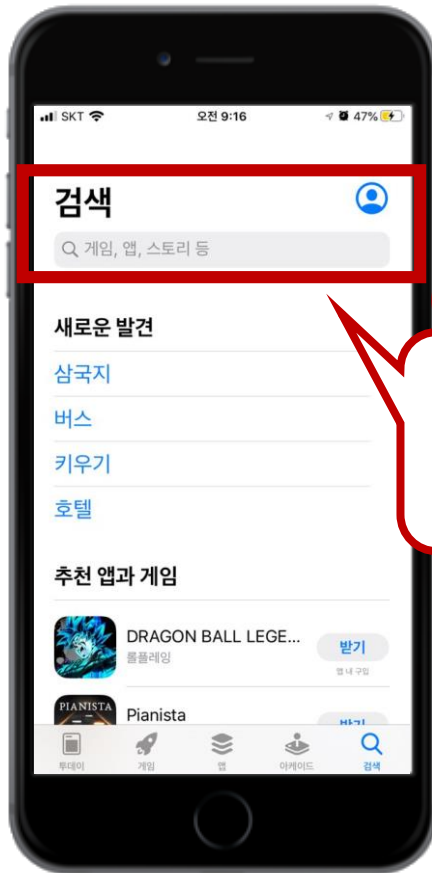 SKT
오전 9:16
47%
검색
게임, 앱, 스토리 등
새로운 발견
삼국지
버스
키우기
호텔
추천 앱과 게임
DRAGON BALL LEGE...
롤플레잉
받기
앱 내 구입
PIANISTA
Pianista
받기
투데이
게임
앱
아케이드
검색